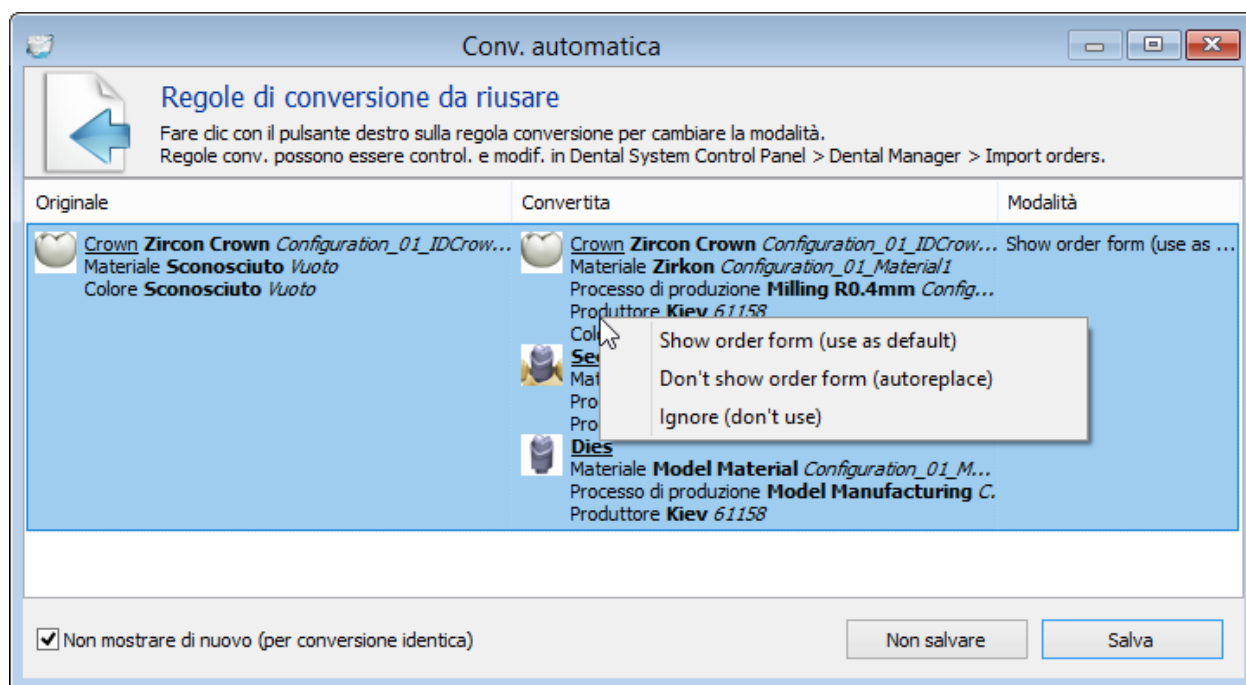 Conv. automatica
Regole di conversione da riusare
Fare clic con il pulsante destro sulla regola conversione per cambiare la modalità.
Regole conv. possono essere control. e modif. in Dental System Control Panel > Dental Manager > Import orders.
Originale Convertita Modalità
Crown Zircon Crown Configuration_01_IDCrow... Crown Zircon Crown Configuration_01_IDCrow... Show order form (use as ...
Materiale Sconosciuto Vuoto Materiale Zirkon Configuration_01_Material1
Colore Sconosciuto Vuoto Processo di produzione Milling R0.4mm Config...
Produttore Kiev 61158
Show order form (use as default)
Don't show order form (autoreplace)
Ignore (don't use)
Dies
Materiale Model Material Configuration_01_M...
Processo di produzione Model Manufacturing C.
Produttore Kiev 61158
Non mostrare di nuovo (per conversione identica) Non salvare Salva